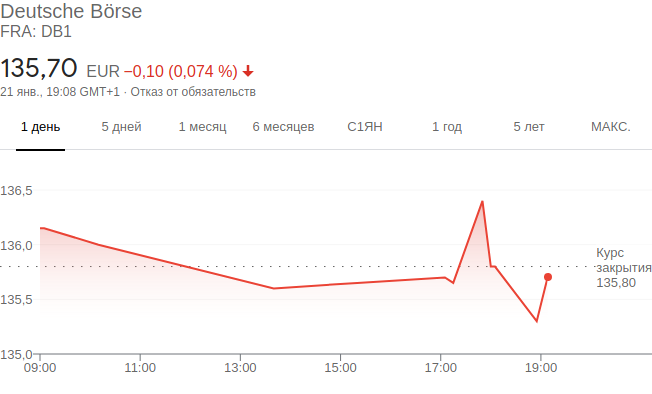 Deutsche Börse
FRA: DB1
135,70 EUR −0,10 (0,074 %)
21 янв., 19:08 GMT+1 · Отказ от обязательств
1 день 5 дней 1 месяц 6 месяцев С1ЯН 1 год 5 лет МАКС.
136,5
136,0
Курс
закрытия
135,80
135,5
135,0
09:00 11:00 13:00 15:00 17:00 19:00